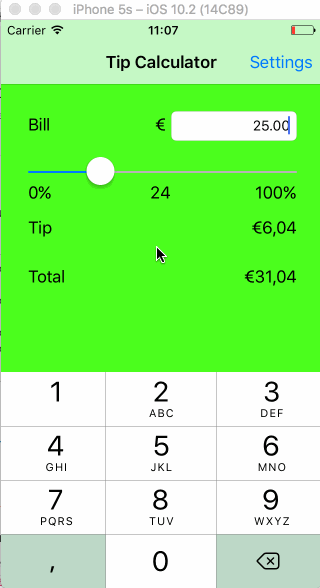 iPhone 5s – iOS 10.2 (14C89)
Carrier 11:07
Tip Calculator Settings
Bill € 25.00
0% 24 100%
Tip €6,04
Total €31,04
1 2 3
ABC DEF
4 5 6
GHI JKL MNO
7 8 9
PQRS TUV WXYZ
, 0